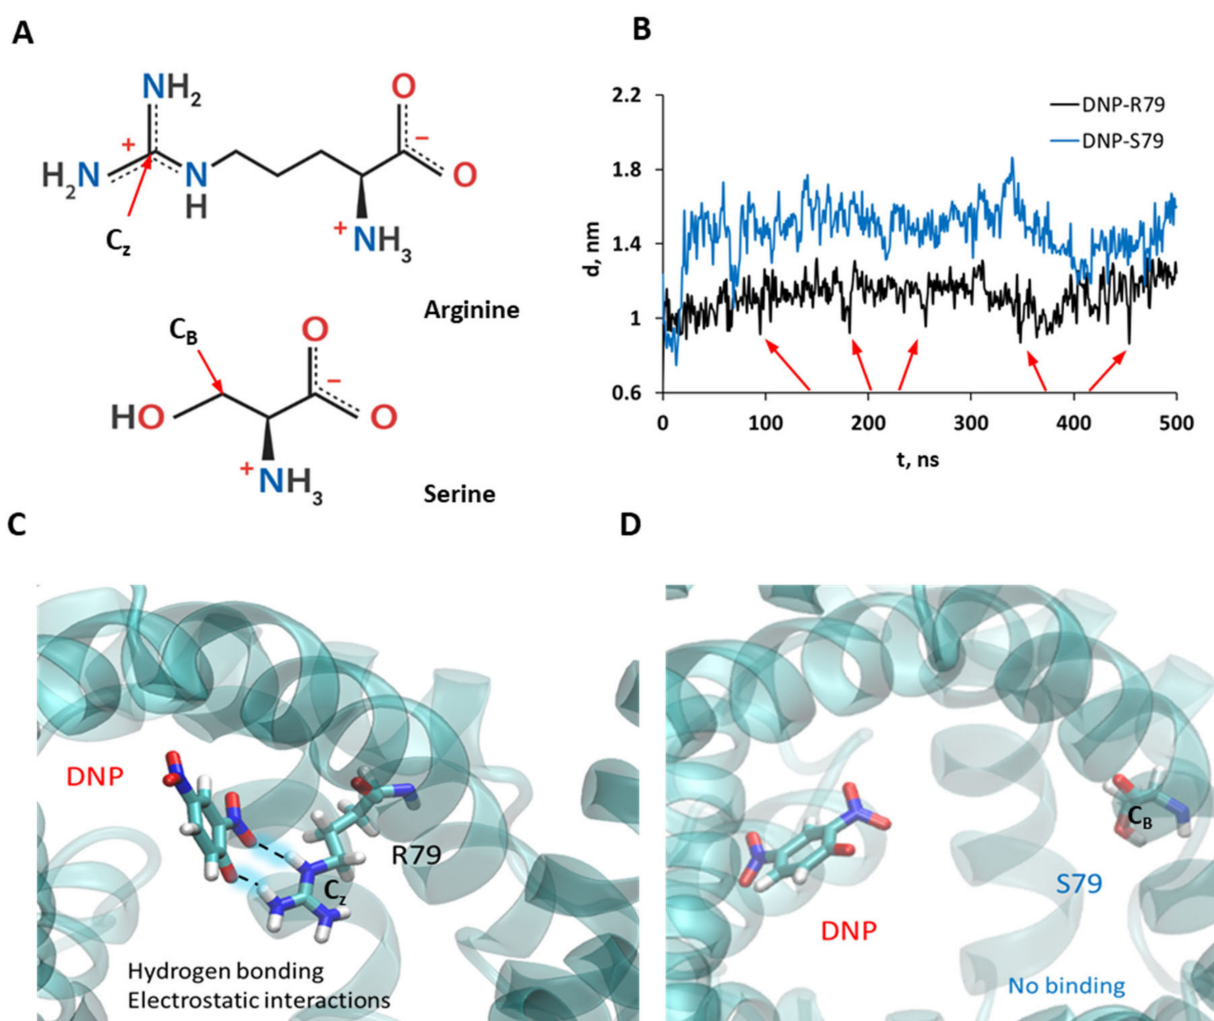 A
NH2
+
H2N
N
H
Cz
O
−
O
+
NH3
Arginine
CB
O
−
O
HO
+
NH3
Serine
B
2.2
1.8
1.4
1
0.6
d, nm
0
100
200
300
400
500
t, ns
DNP-R79
DNP-S79
C
DNP
R79
Cz
Hydrogen bonding
Electrostatic interactions
D
CB
S79
DNP
No binding